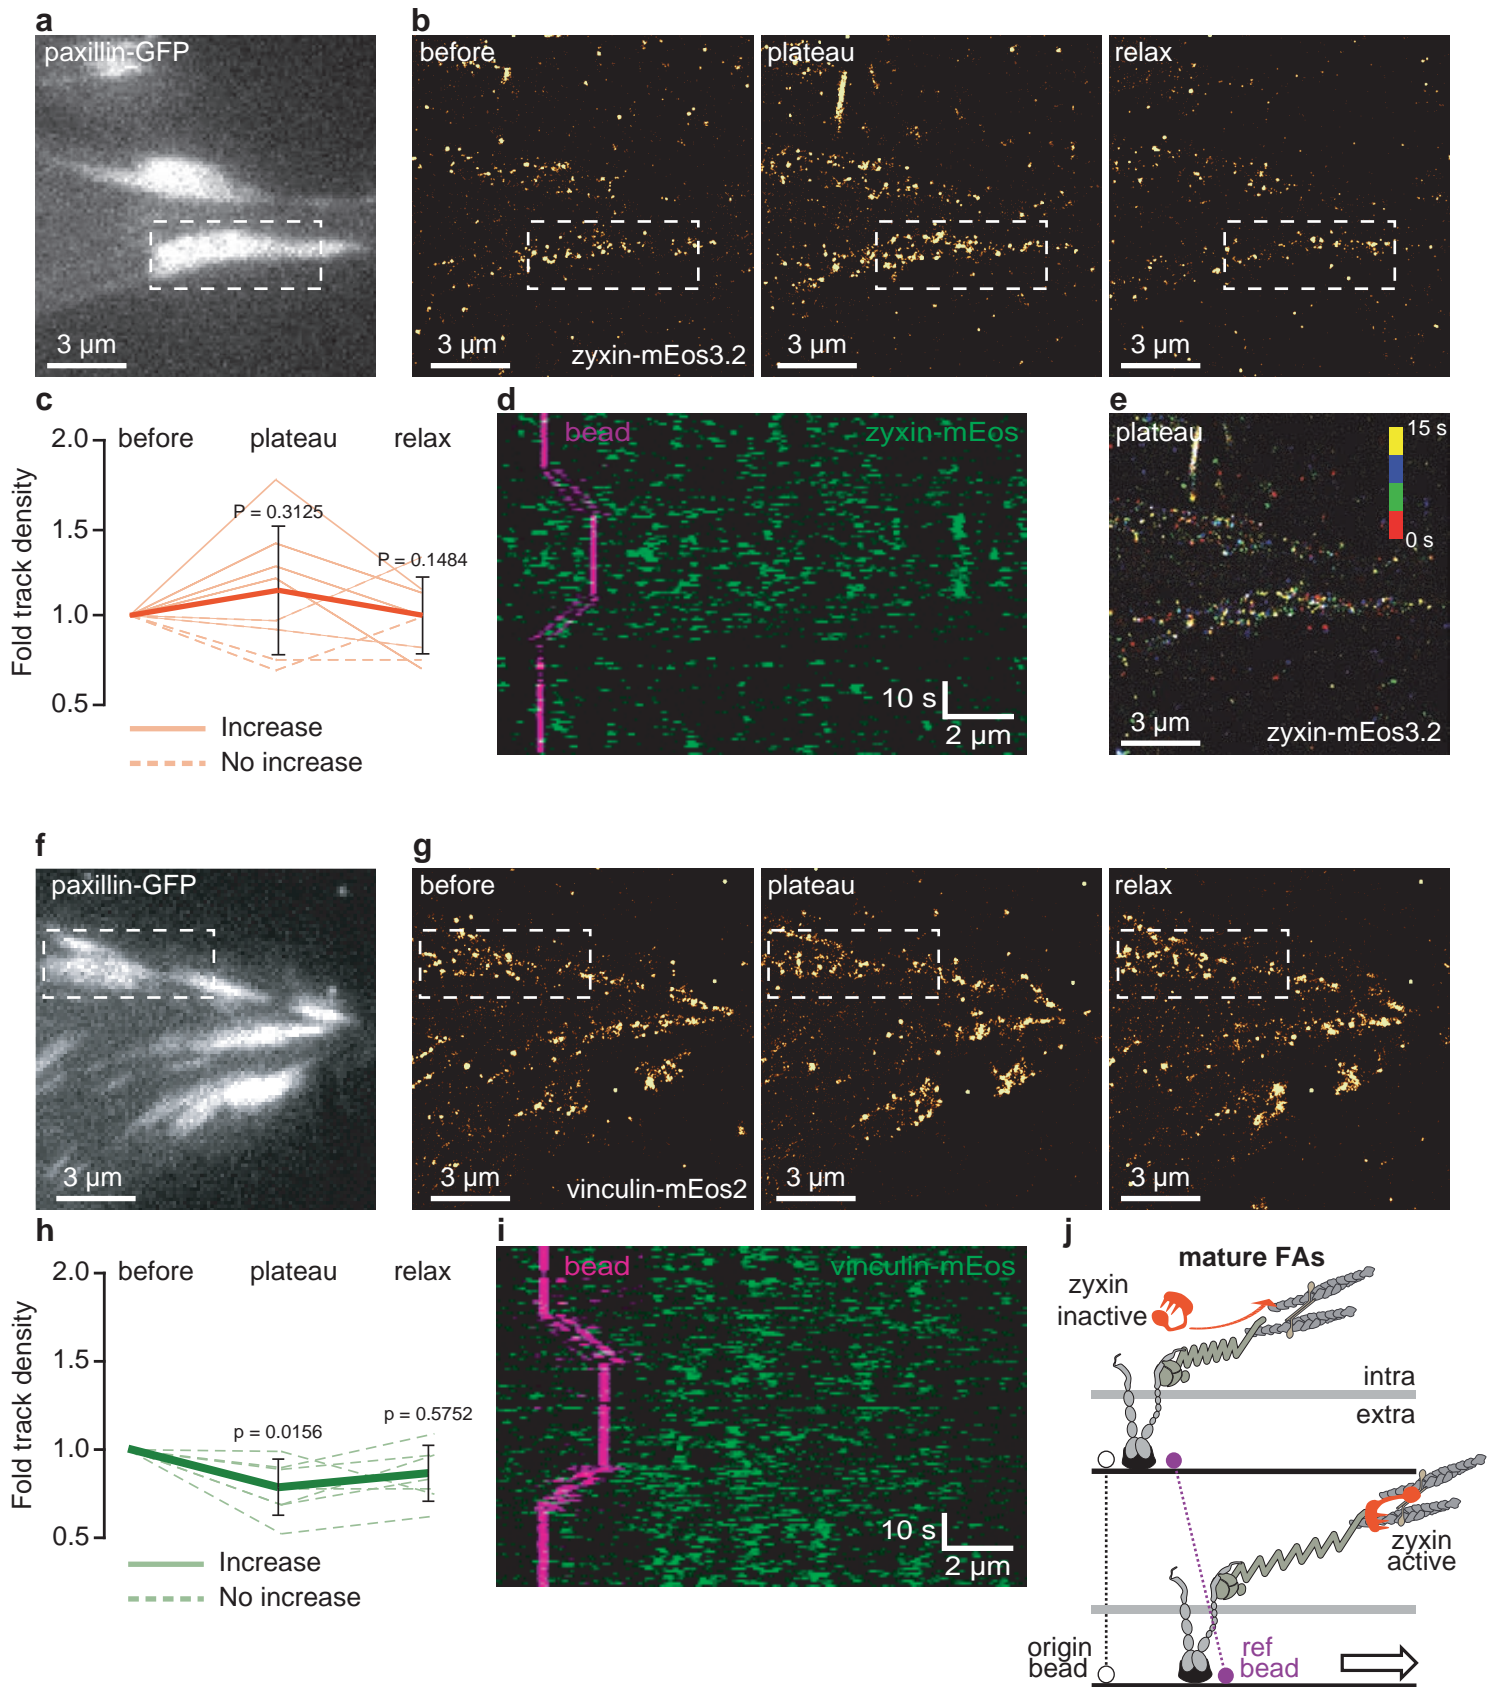 a
paxillin-GFP
3 µm
b
before
plateau
relax
3 µm
zyxin-mEos3.2
3 µm
3 µm
c
before
plateau
relax
2.0
1.5
1.0
0.5
Fold track density
P = 0.3125
P = 0.1484
Increase
No increase
d
bead
zyxin-mEos
10 s
2 µm
e
plateau
15 s
0 s
3 µm
zyxin-mEos3.2
f
paxillin-GFP
3 µm
g
before
plateau
relax
3 µm
vinculin-mEos2
3 µm
3 µm
h
before
plateau
relax
2.0
1.5
1.0
0.5
Fold track density
p = 0.0156
p = 0.5752
Increase
No increase
i
bead
vinculin-mEos
10 s
2 µm
j
mature FAs
zyxin
inactive
intra
extra
zyxin
active
origin
bead
ref
bead